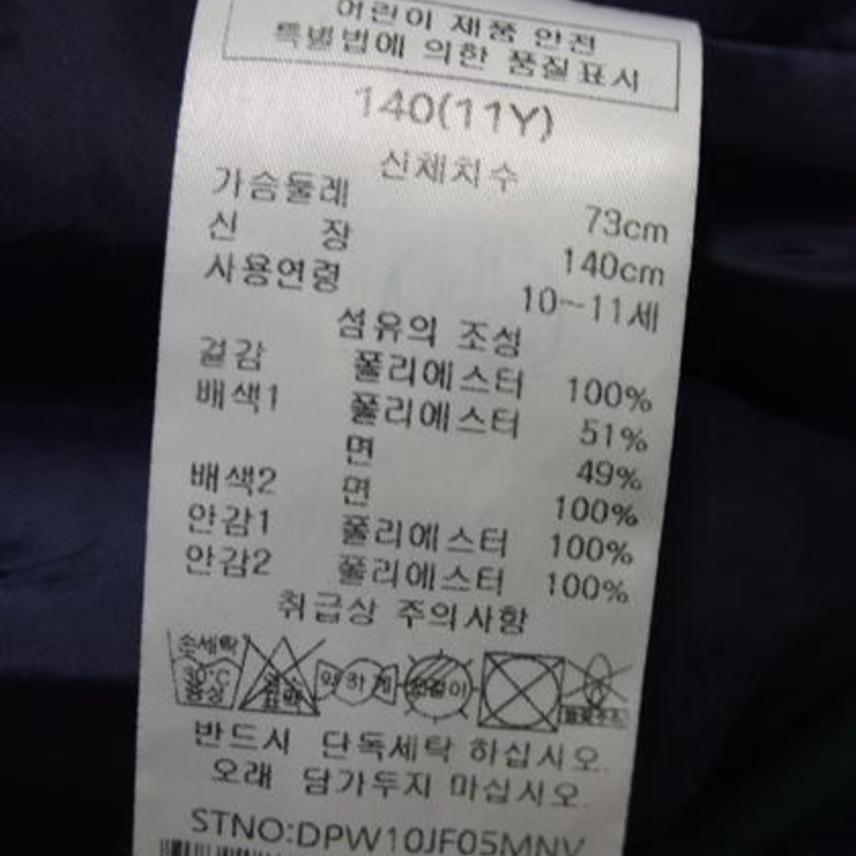 어린이 제품 안전
특별법에 의한 품질표시
140(11Y)
신체치수
가슴둘레 73cm
신 장 140cm
사용연령 10~11세
섬유의 조성
겉감 폴리에스터 100%
배색1 폴리에스터 51%
면 49%
배색2 면 100%
안감1 폴리에스터 100%
안감2 폴리에스터 100%
취급상 주의사항
손세탁 30°C 중성 약하게 옷걸이
반드시 단독세탁 하십시오.
오래 담가두지 마십시오.
STNO:DPW10JF05MNV